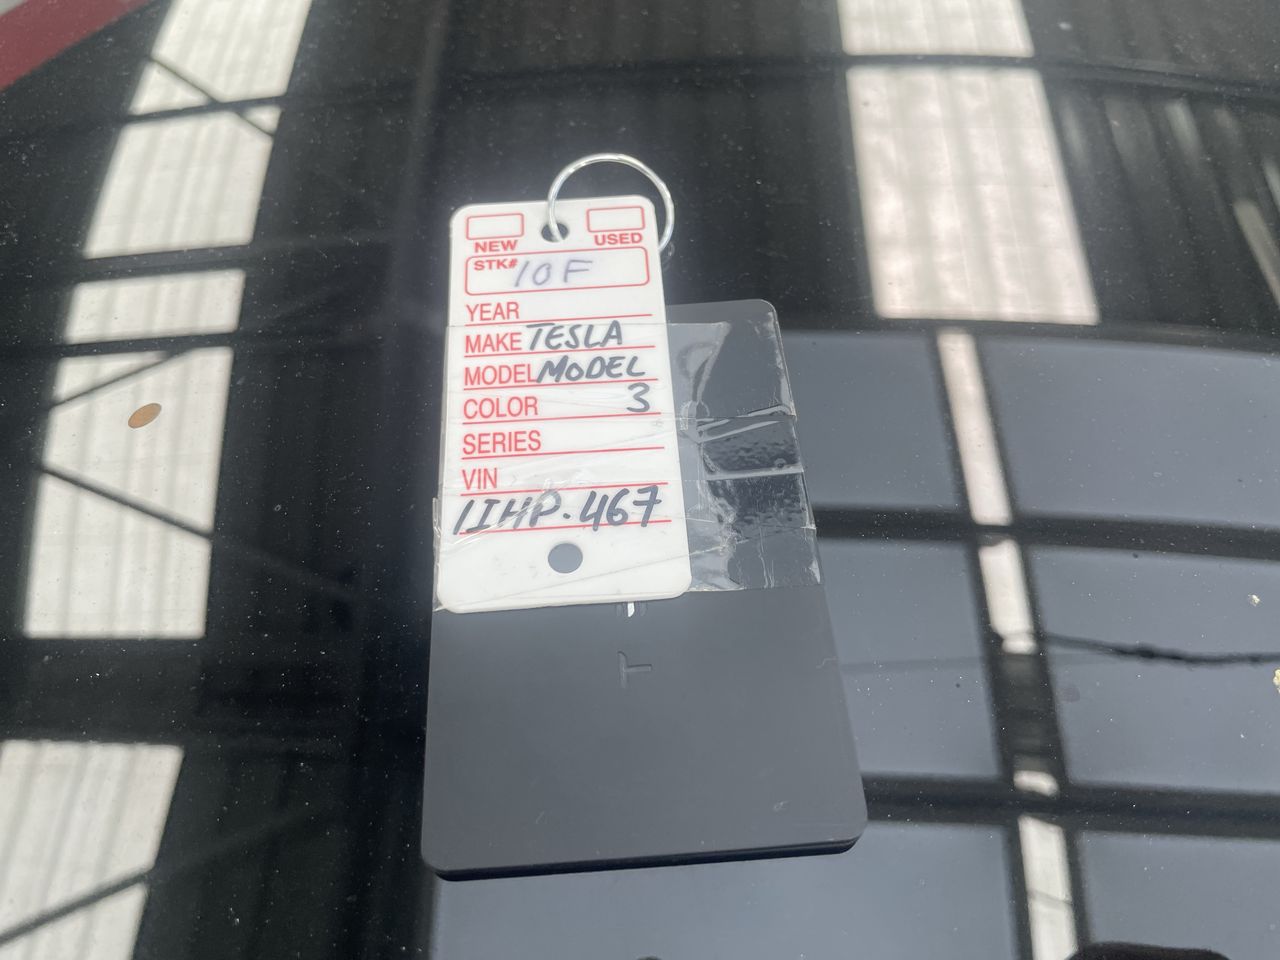 NEW USED
STK# 10F
YEAR
MAKE TESLA
MODEL MODEL
COLOR 3
SERIES
VIN
1IHP.467
T